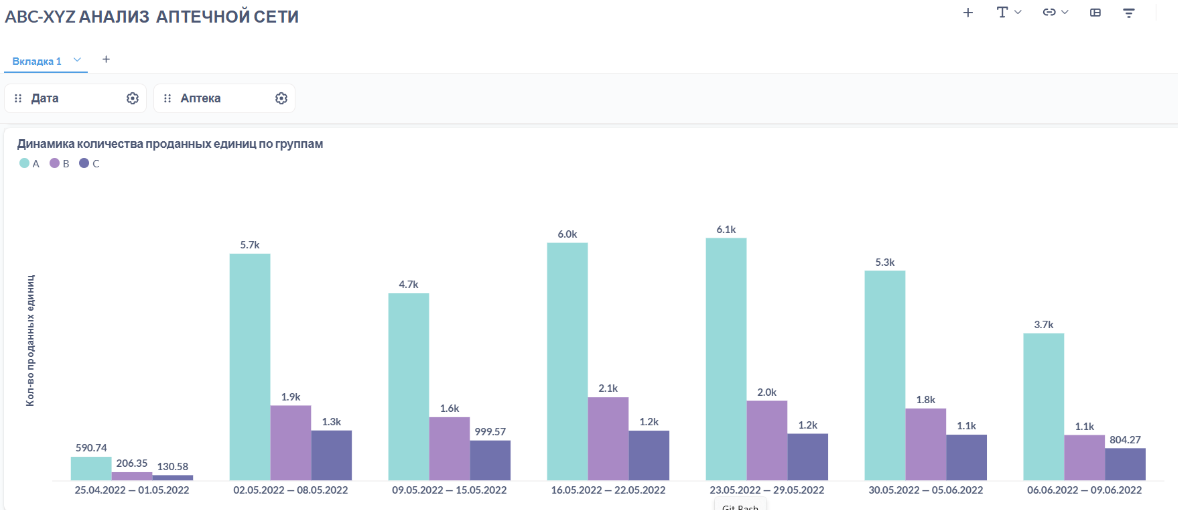 ABC-XYZ АНАЛИЗ АПТЕЧНОЙ СЕТИ
Вкладка 1
Дата
Аптека
Динамика количества проданных единиц по группам
A B C
Кол-во проданных единиц
590.74 206.35 130.58
5.7k 1.9k 1.3k
4.7k 1.6k 999.57
6.0k 2.1k 1.2k
6.1k 2.0k 1.2k
5.3k 1.8k 1.1k
3.7k 1.1k 804.27
25.04.2022 — 01.05.2022 02.05.2022 — 08.05.2022 09.05.2022 — 15.05.2022 16.05.2022 — 22.05.2022 23.05.2022 — 29.05.2022 30.05.2022 — 05.06.2022 06.06.2022 — 09.06.2022
Git Bash